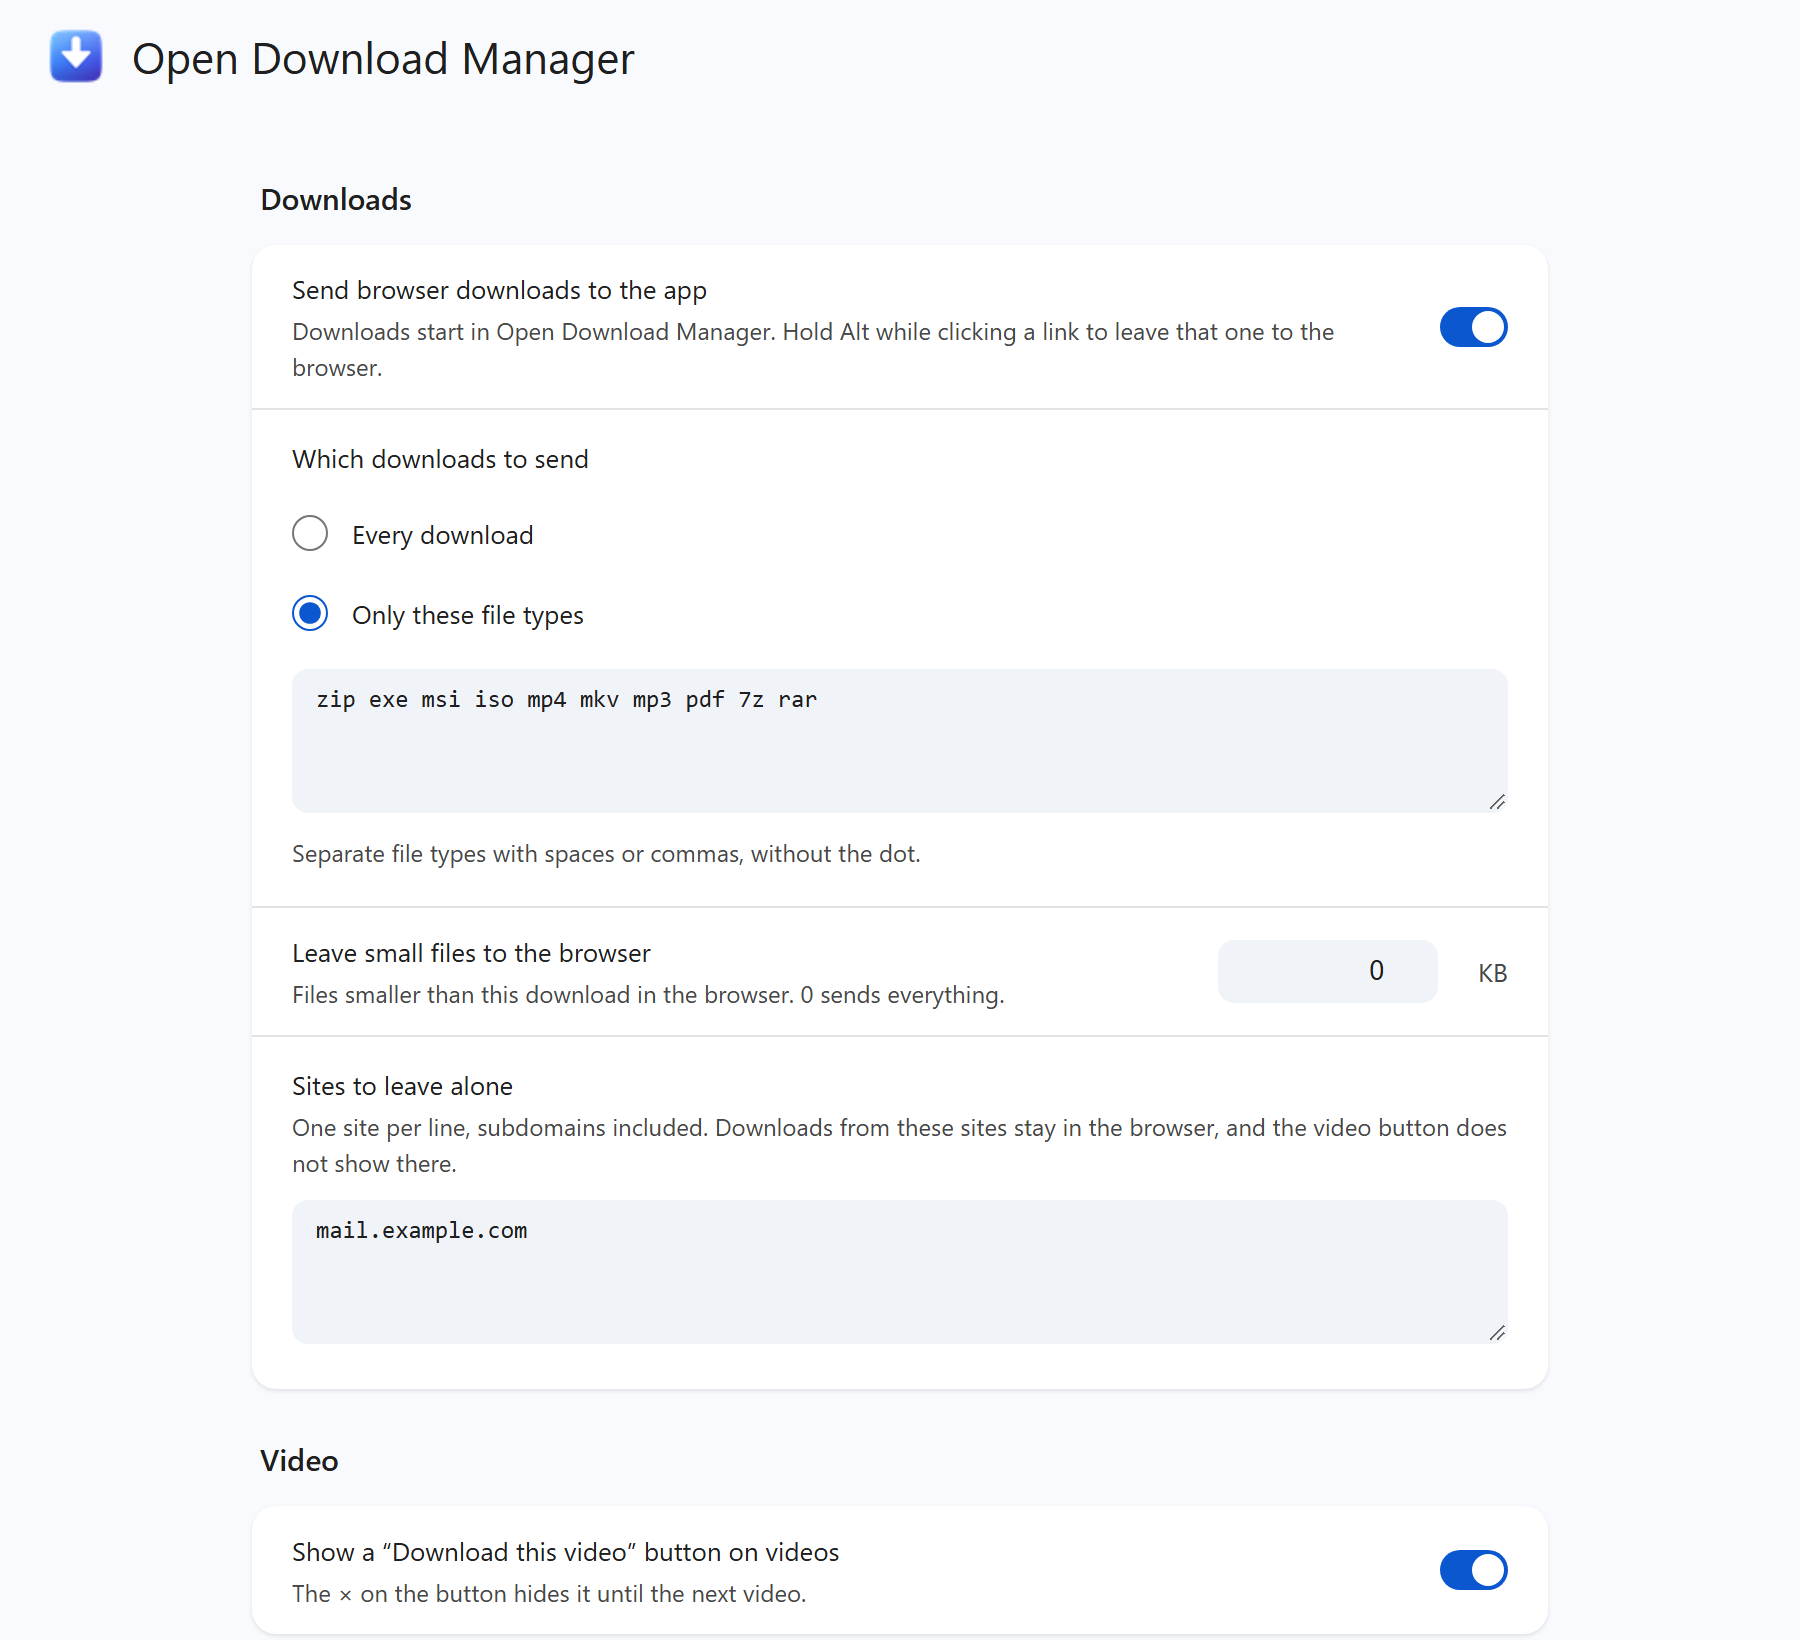 Open Download Manager
Downloads
Send browser downloads to the app
Downloads start in Open Download Manager. Hold Alt while clicking a link to leave that one to the
browser.
Which downloads to send
Every download
Only these file types
zip exe msi iso mp4 mkv mp3 pdf 7z rar
Separate file types with spaces or commas, without the dot.
Leave small files to the browser
Files smaller than this download in the browser. 0 sends everything.
0 KB
Sites to leave alone
One site per line, subdomains included. Downloads from these sites stay in the browser, and the video button does
not show there.
mail.example.com
Video
Show a “Download this video” button on videos
The × on the button hides it until the next video.